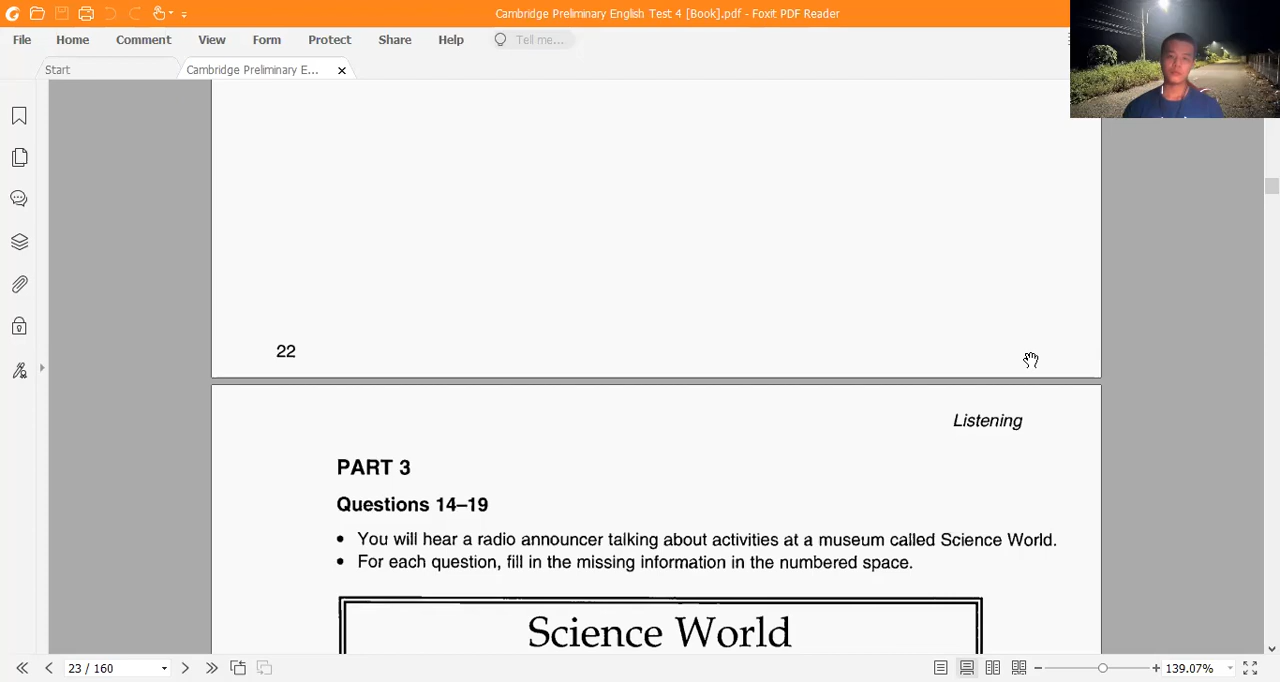 Cambridge Preliminary English Test 4 [Book].pdf - Foxit PDF Reader
File Home Comment View Form Protect Share Help Tell me...
Start Cambridge Preliminary E... ×
22
Listening
PART 3
Questions 14–19
• You will hear a radio announcer talking about activities at a museum called Science World.
• For each question, fill in the missing information in the numbered space.
Science World
23 / 160 139.07%